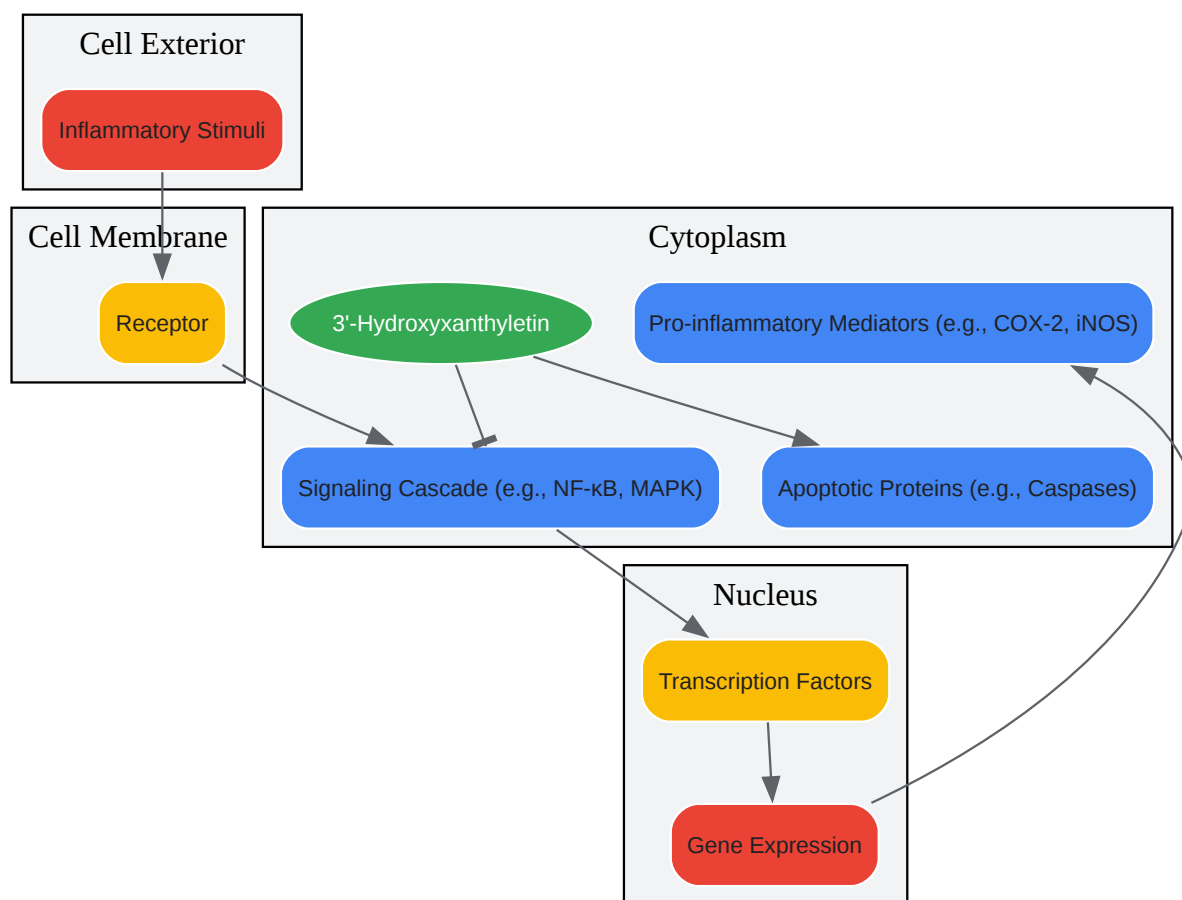 Cell Exterior
Inflammatory Stimuli
Cell Membrane
Receptor
Cytoplasm
3'-Hydroxyxanthyletin
Pro-inflammatory Mediators (e.g., COX-2, iNOS)
Signaling Cascade (e.g., NF-κB, MAPK)
Apoptotic Proteins (e.g., Caspases)
Nucleus
Transcription Factors
Gene Expression